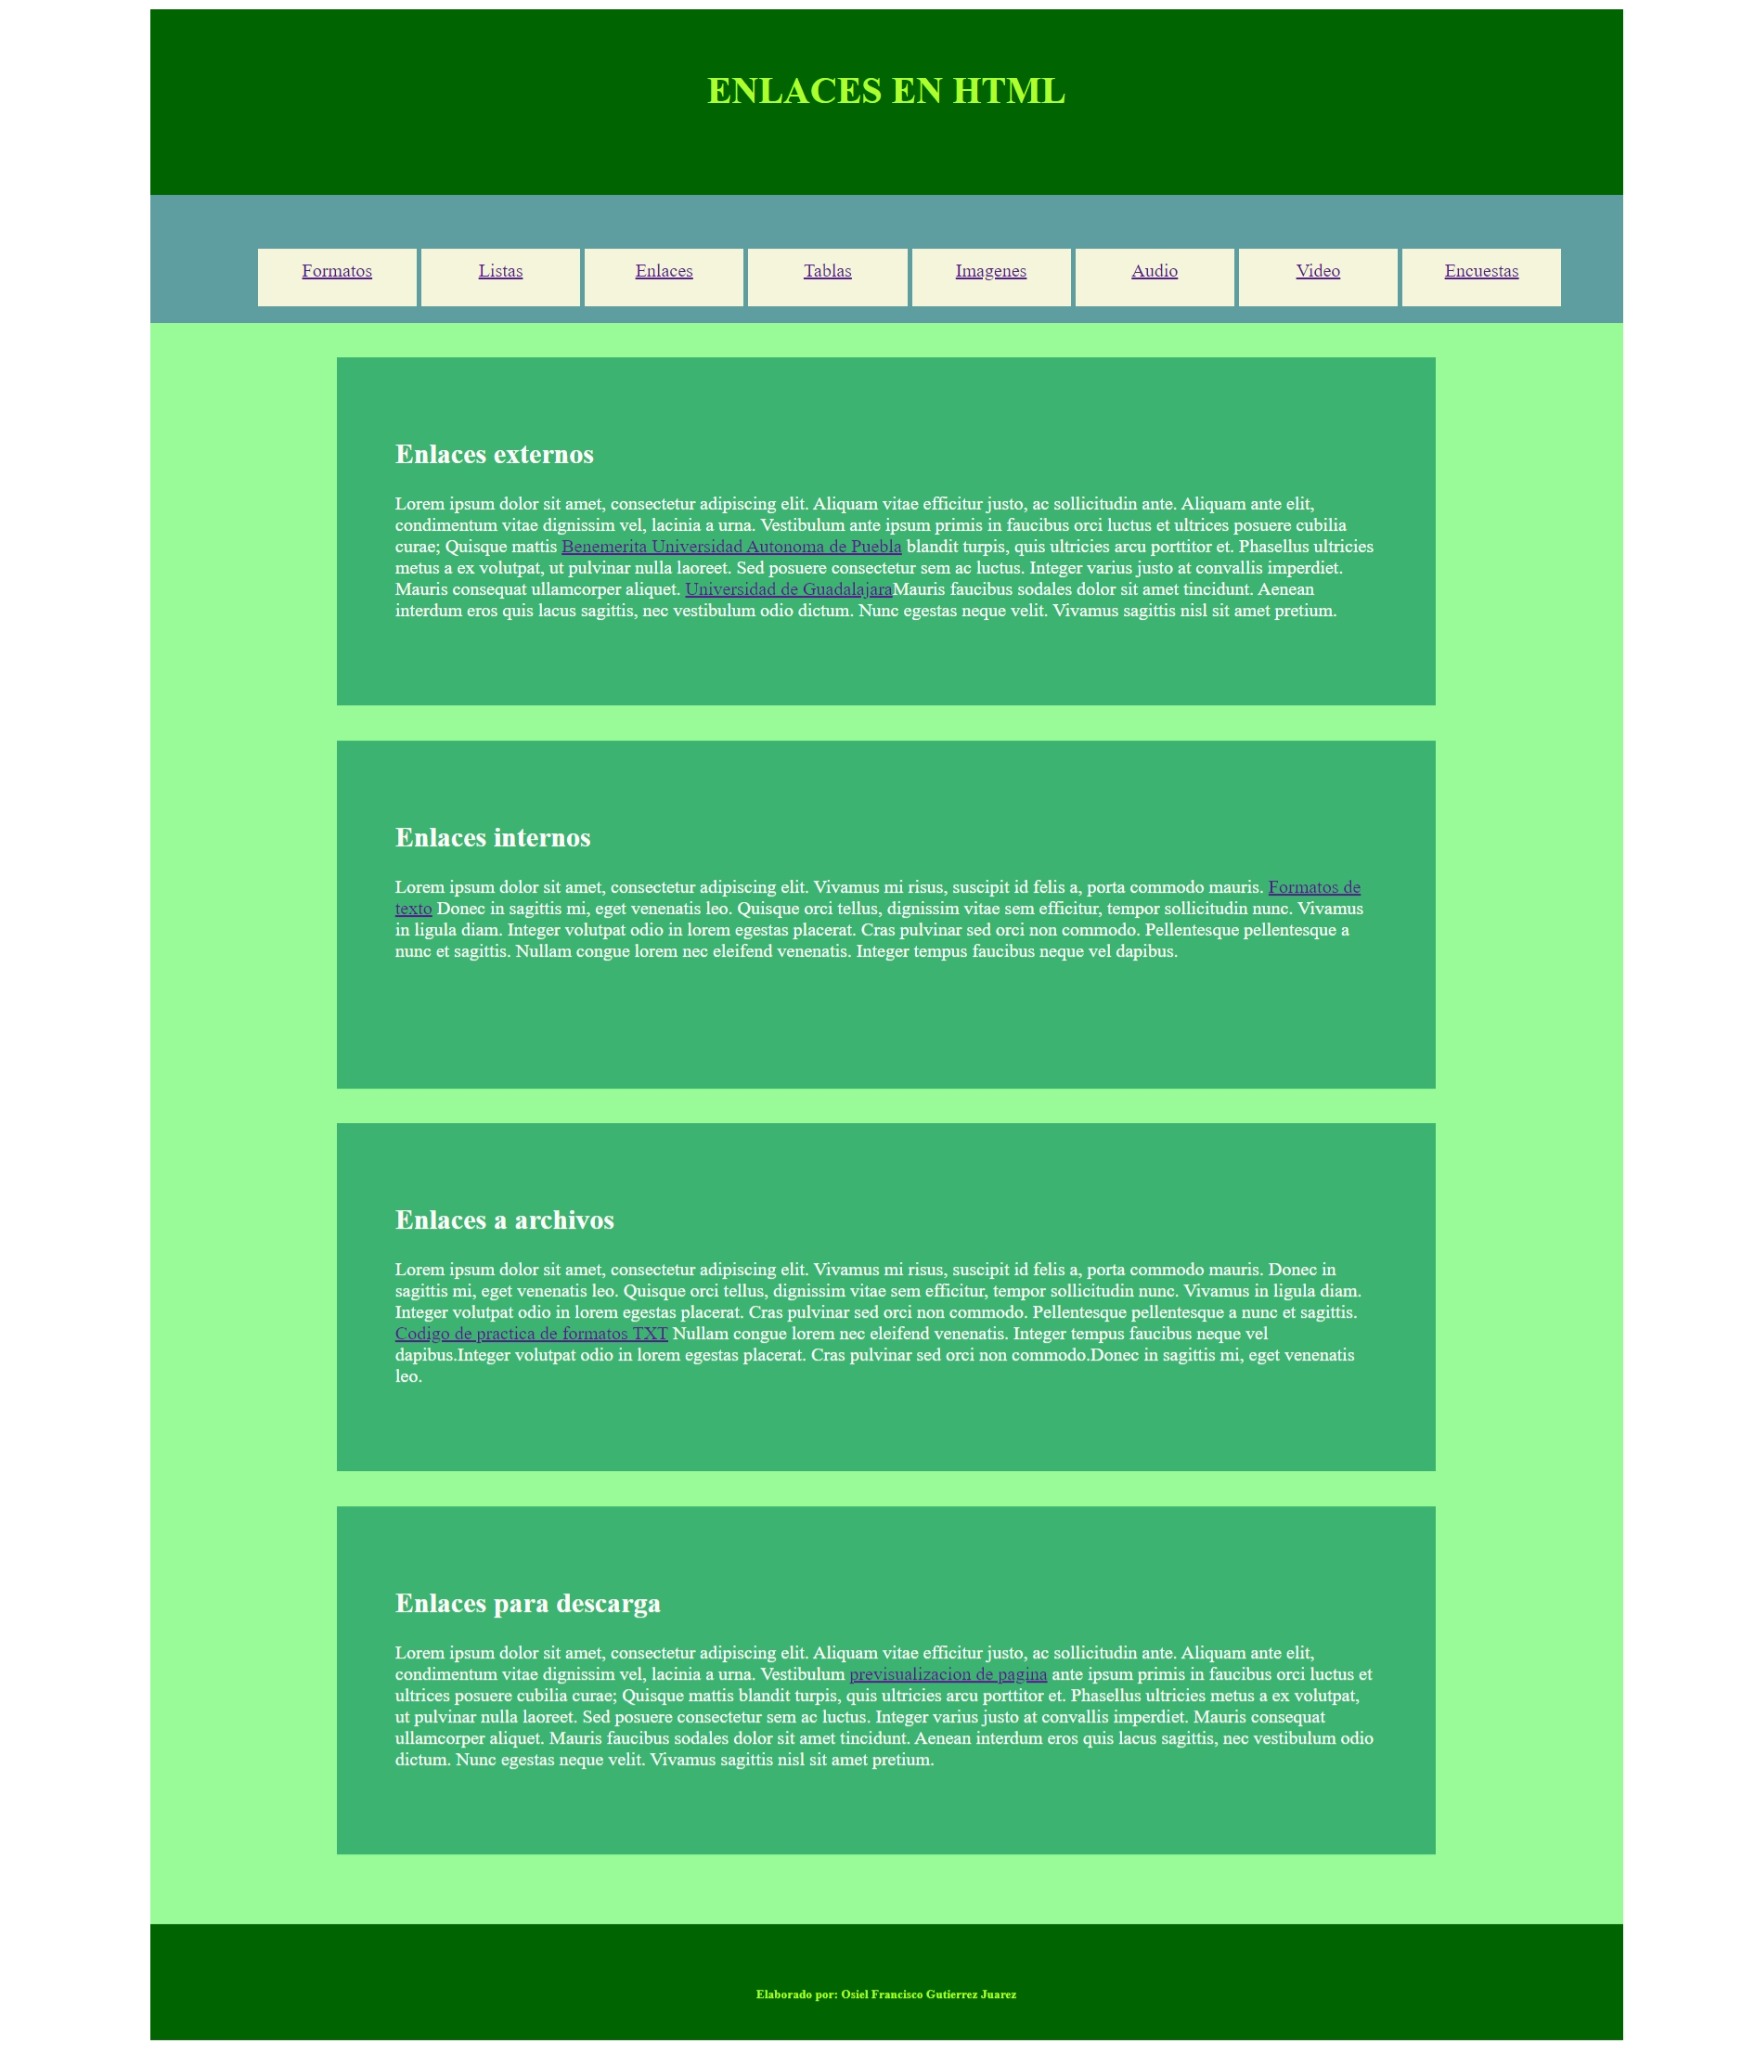 ENLACES EN HTML
Formatos Listas Enlaces Tablas Imagenes Audio Video Encuestas
Enlaces externos
Lorem ipsum dolor sit amet, consectetur adipiscing elit. Aliquam vitae efficitur justo, ac sollicitudin ante. Aliquam ante elit,
condimentum vitae dignissim vel, lacinia a urna. Vestibulum ante ipsum primis in faucibus orci luctus et ultrices posuere cubilia
curae; Quisque mattis Benemerita Universidad Autonoma de Puebla blandit turpis, quis ultricies arcu porttitor et. Phasellus ultricies
metus a ex volutpat, ut pulvinar nulla laoreet. Sed posuere consectetur sem ac luctus. Integer varius justo at convallis imperdiet.
Mauris consequat ullamcorper aliquet. Universidad de GuadalajaraMauris faucibus sodales dolor sit amet tincidunt. Aenean
interdum eros quis lacus sagittis, nec vestibulum odio dictum. Nunc egestas neque velit. Vivamus sagittis nisl sit amet pretium.
Enlaces internos
Lorem ipsum dolor sit amet, consectetur adipiscing elit. Vivamus mi risus, suscipit id felis a, porta commodo mauris. Formatos de
texto Donec in sagittis mi, eget venenatis leo. Quisque orci tellus, dignissim vitae sem efficitur, tempor sollicitudin nunc. Vivamus
in ligula diam. Integer volutpat odio in lorem egestas placerat. Cras pulvinar sed orci non commodo. Pellentesque pellentesque a
nunc et sagittis. Nullam congue lorem nec eleifend venenatis. Integer tempus faucibus neque vel dapibus.
Enlaces a archivos
Lorem ipsum dolor sit amet, consectetur adipiscing elit. Vivamus mi risus, suscipit id felis a, porta commodo mauris. Donec in
sagittis mi, eget venenatis leo. Quisque orci tellus, dignissim vitae sem efficitur, tempor sollicitudin nunc. Vivamus in ligula diam.
Integer volutpat odio in lorem egestas placerat. Cras pulvinar sed orci non commodo. Pellentesque pellentesque a nunc et sagittis.
Codigo de practica de formatos TXT Nullam congue lorem nec eleifend venenatis. Integer tempus faucibus neque vel
dapibus.Integer volutpat odio in lorem egestas placerat. Cras pulvinar sed orci non commodo.Donec in sagittis mi, eget venenatis
leo.
Enlaces para descarga
Lorem ipsum dolor sit amet, consectetur adipiscing elit. Aliquam vitae efficitur justo, ac sollicitudin ante. Aliquam ante elit,
condimentum vitae dignissim vel, lacinia a urna. Vestibulum previsualizacion de pagina ante ipsum primis in faucibus orci luctus et
ultrices posuere cubilia curae; Quisque mattis blandit turpis, quis ultricies arcu porttitor et. Phasellus ultricies metus a ex volutpat,
ut pulvinar nulla laoreet. Sed posuere consectetur sem ac luctus. Integer varius justo at convallis imperdiet. Mauris consequat
ullamcorper aliquet. Mauris faucibus sodales dolor sit amet tincidunt. Aenean interdum eros quis lacus sagittis, nec vestibulum odio
dictum. Nunc egestas neque velit. Vivamus sagittis nisl sit amet pretium.
Elaborado por: Osiel Francisco Gutierrez Juarez